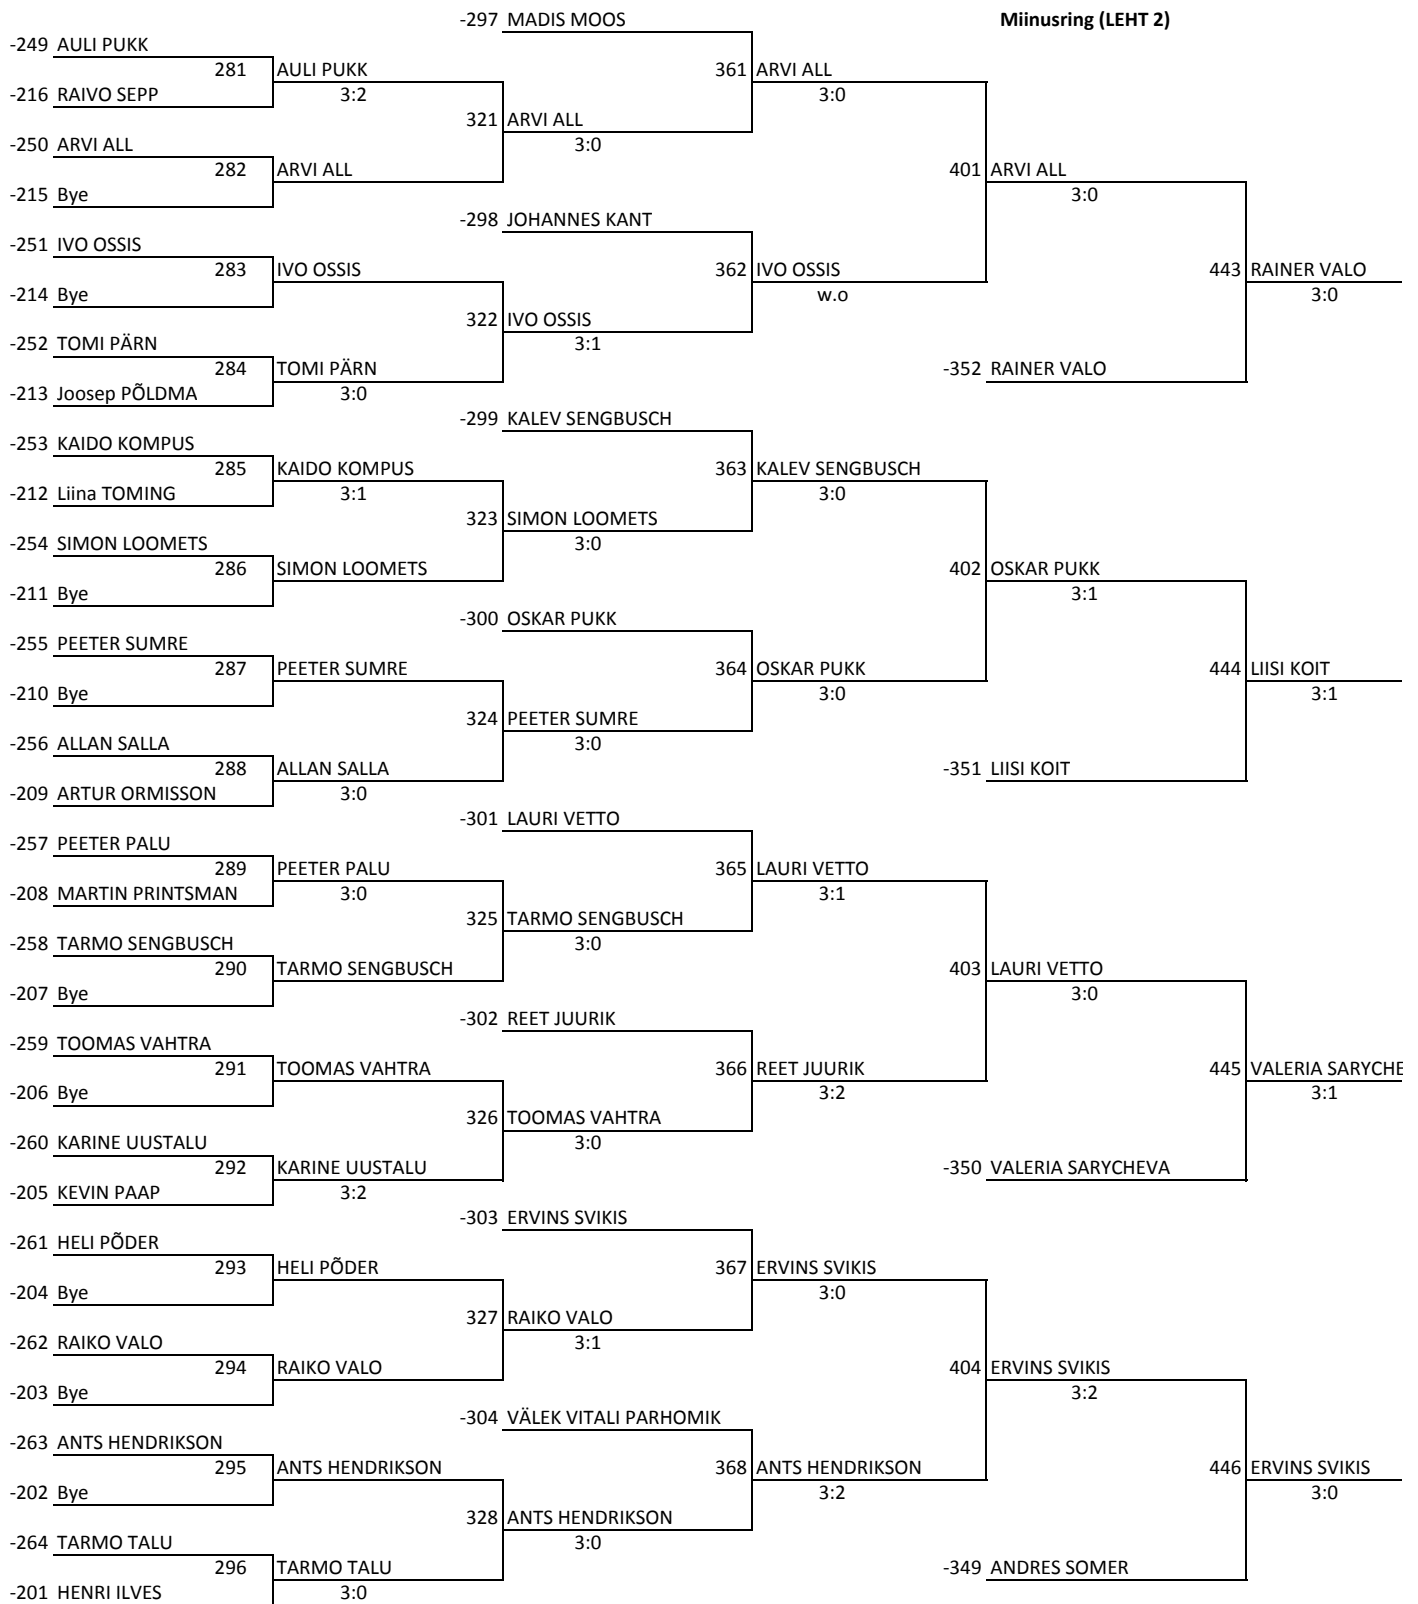 -297 MADIS MOOS Miinusring (LEHT 2)
-249 AULI PUKK
281 AULI PUKK 361 ARVI ALL
-216 RAIVO SEPP 3:2 3:0
321 ARVI ALL
-250 ARVI ALL 3:0
282 ARVI ALL 401 ARVI ALL
-215 Bye 3:0
-298 JOHANNES KANT
-251 IVO OSSIS
283 IVO OSSIS 362 IVO OSSIS 443 RAINER VALO
-214 Bye w.o 3:0
322 IVO OSSIS
-252 TOMI PÄRN 3:1
284 TOMI PÄRN -352 RAINER VALO
-213 Joosep PÕLDMA 3:0
-299 KALEV SENGBUSCH
-253 KAIDO KOMPUS
285 KAIDO KOMPUS 363 KALEV SENGBUSCH
-212 Liina TOMING 3:1 3:0
323 SIMON LOOMETS
-254 SIMON LOOMETS 3:0
286 SIMON LOOMETS 402 OSKAR PUKK
-211 Bye 3:1
-300 OSKAR PUKK
-255 PEETER SUMRE
287 PEETER SUMRE 364 OSKAR PUKK 444 LIISI KOIT
-210 Bye 3:0 3:1
324 PEETER SUMRE
-256 ALLAN SALLA 3:0
288 ALLAN SALLA -351 LIISI KOIT
-209 ARTUR ORMISSON 3:0
-301 LAURI VETTO
-257 PEETER PALU
289 PEETER PALU 365 LAURI VETTO
-208 MARTIN PRINTSMAN 3:0 3:1
325 TARMO SENGBUSCH
-258 TARMO SENGBUSCH 3:0
290 TARMO SENGBUSCH 403 LAURI VETTO
-207 Bye 3:0
-302 REET JUURIK
-259 TOOMAS VAHTRA
291 TOOMAS VAHTRA 366 REET JUURIK 445 VALERIA SARYCHE
-206 Bye 3:2 3:1
326 TOOMAS VAHTRA
-260 KARINE UUSTALU 3:0
292 KARINE UUSTALU -350 VALERIA SARYCHEVA
-205 KEVIN PAAP 3:2
-303 ERVINS SVIKIS
-261 HELI PÕDER
293 HELI PÕDER 367 ERVINS SVIKIS
-204 Bye 3:0
327 RAIKO VALO
-262 RAIKO VALO 3:1
294 RAIKO VALO 404 ERVINS SVIKIS
-203 Bye 3:2
-304 VÄLEK VITALI PARHOMIK
-263 ANTS HENDRIKSON
295 ANTS HENDRIKSON 368 ANTS HENDRIKSON 446 ERVINS SVIKIS
-202 Bye 3:2 3:0
328 ANTS HENDRIKSON
-264 TARMO TALU 3:0
296 TARMO TALU -349 ANDRES SOMER
-201 HENRI ILVES 3:0